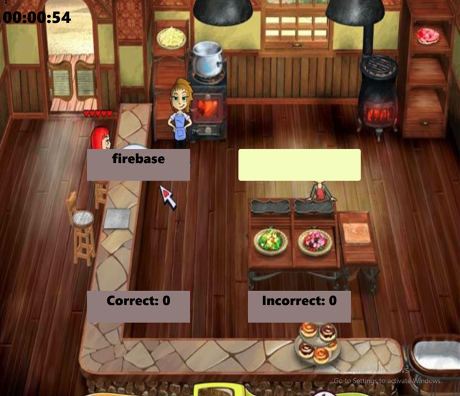 00:00:54
firebase
Correct: 0
Incorrect: 0
Go to Settings to activate Windows.